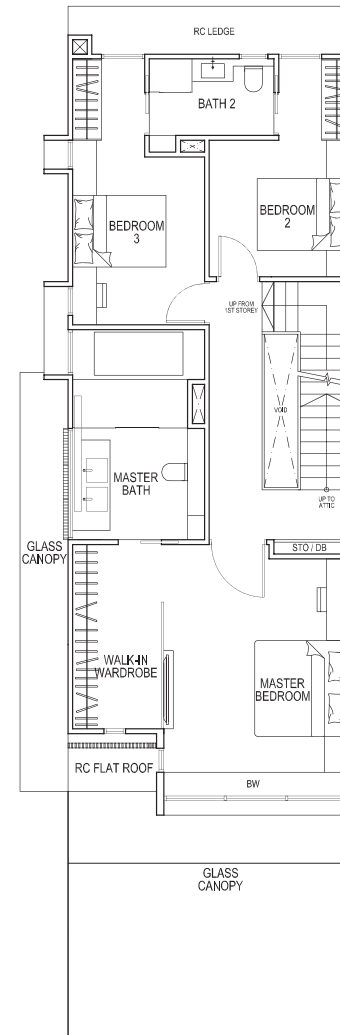 RC LEDGE
BATH 2
BEDROOM
3
BEDROOM
2
UP FROM
1ST STOREY
VOID
UP TO
ATTIC
MASTER
BATH
GLASS
CANOPY
STO / DB
WALK-IN
WARDROBE
MASTER
BEDROOM
RC FLAT ROOF
BW
GLASS
CANOPY